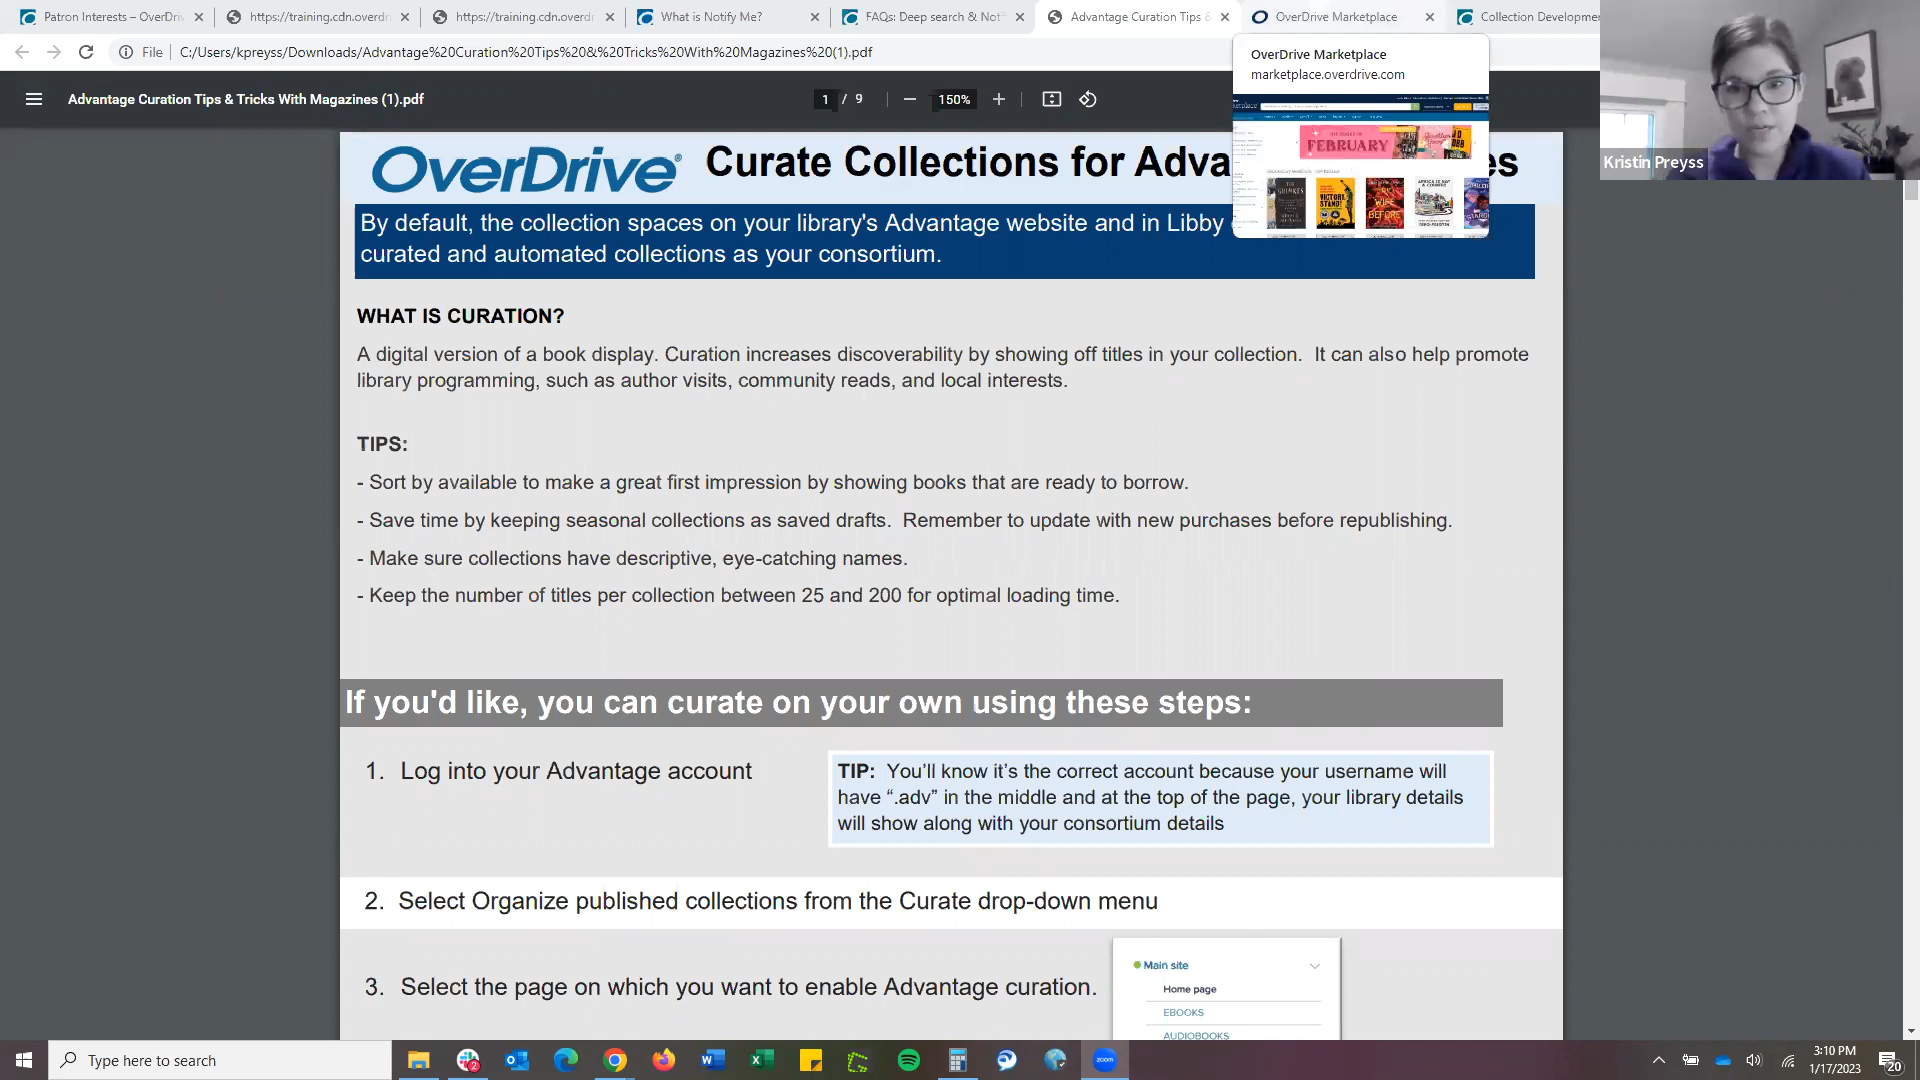 Patron Interests – OverDriv
https://training.cdn.overdr
https://training.cdn.overdr
What is Notify Me?
FAQs: Deep search & Not
Advantage Curation Tips &
OverDrive Marketplace
Collection Developmen
File
C:/Users/kpreyss/Downloads/Advantage%20Curation%20Tips%20&%20Tricks%20With%20Magazines%20(1).pdf
OverDrive Marketplace
marketplace.overdrive.com
FEBRUARY
Advantage Curation Tips & Tricks With Magazines (1).pdf
1 / 9
150%
Kristin Preyss
OverDrive® Curate Collections for Adva es
By default, the collection spaces on your library's Advantage website and in Libby
curated and automated collections as your consortium.
WHAT IS CURATION?
A digital version of a book display. Curation increases discoverability by showing off titles in your collection. It can also help promote
library programming, such as author visits, community reads, and local interests.
TIPS:
- Sort by available to make a great first impression by showing books that are ready to borrow.
- Save time by keeping seasonal collections as saved drafts. Remember to update with new purchases before republishing.
- Make sure collections have descriptive, eye-catching names.
- Keep the number of titles per collection between 25 and 200 for optimal loading time.
If you'd like, you can curate on your own using these steps:
1. Log into your Advantage account
TIP: You’ll know it’s the correct account because your username will
have “.adv” in the middle and at the top of the page, your library details
will show along with your consortium details
2. Select Organize published collections from the Curate drop-down menu
3. Select the page on which you want to enable Advantage curation.
Main site
Home page
EBOOKS
AUDIOBOOKS
Type here to search
2
zoom
3:10 PM
1/17/2023
20